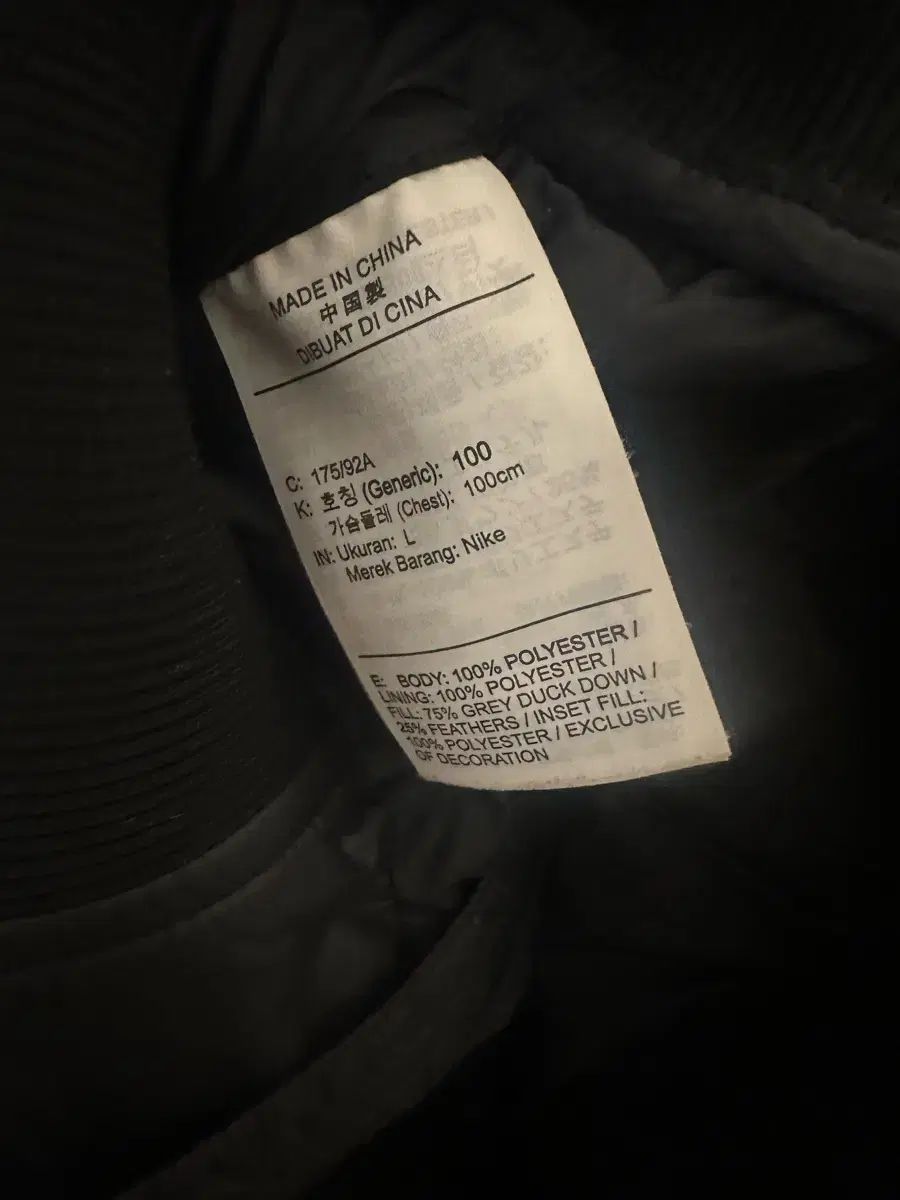 MADE IN CHINA
中国製
DIBUAT DI CINA
C: 175/92A
K: 호칭 (Generic): 100
가슴둘레 (Chest): 100cm
IN: Ukuran: L
Merek Barang: Nike
E: BODY: 100% POLYESTER /
LINING: 100% POLYESTER /
FILL: 75% GREY DUCK DOWN /
25% FEATHERS / INSET FILL:
100% POLYESTER / EXCLUSIVE
OF DECORATION